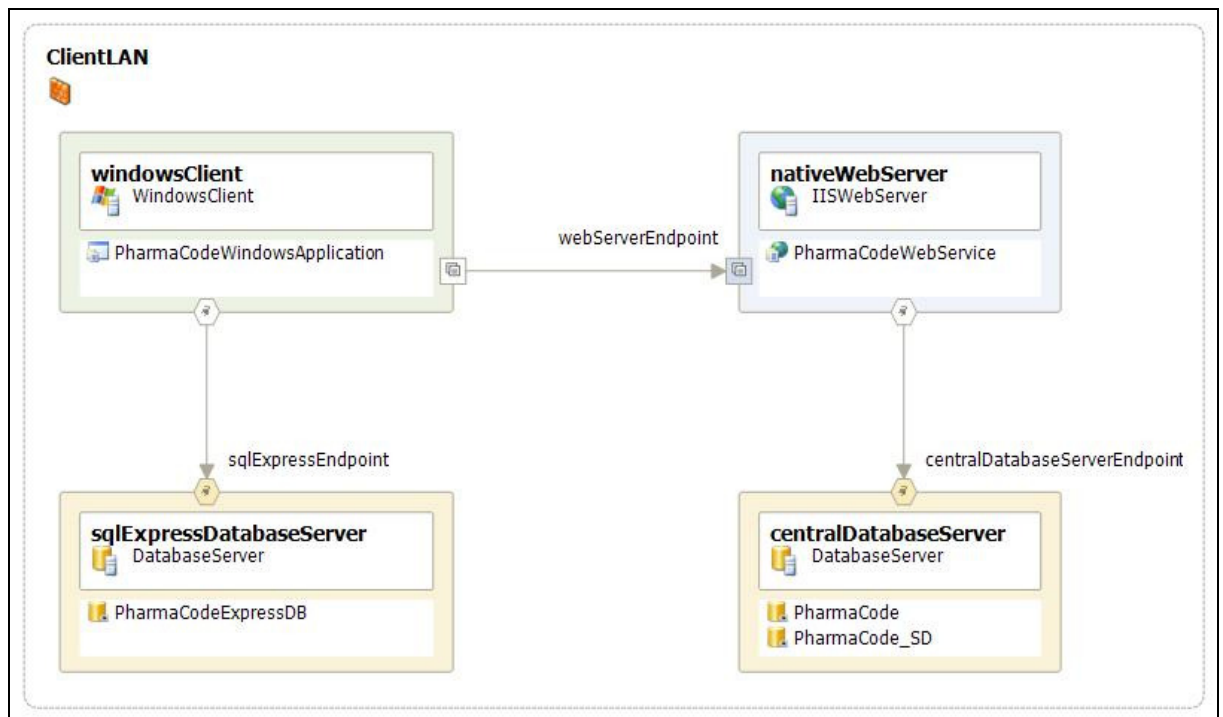 ClientLAN
windowsClient
WindowsClient
PharmaCodeWindowsApplication
webServerEndpoint
nativeWebServer
IISWebServer
PharmaCodeWebService
sqlExpressEndpoint
centralDatabaseServerEndpoint
sqlExpressDatabaseServer
DatabaseServer
PharmaCodeExpressDB
centralDatabaseServer
DatabaseServer
PharmaCode
PharmaCode_SD